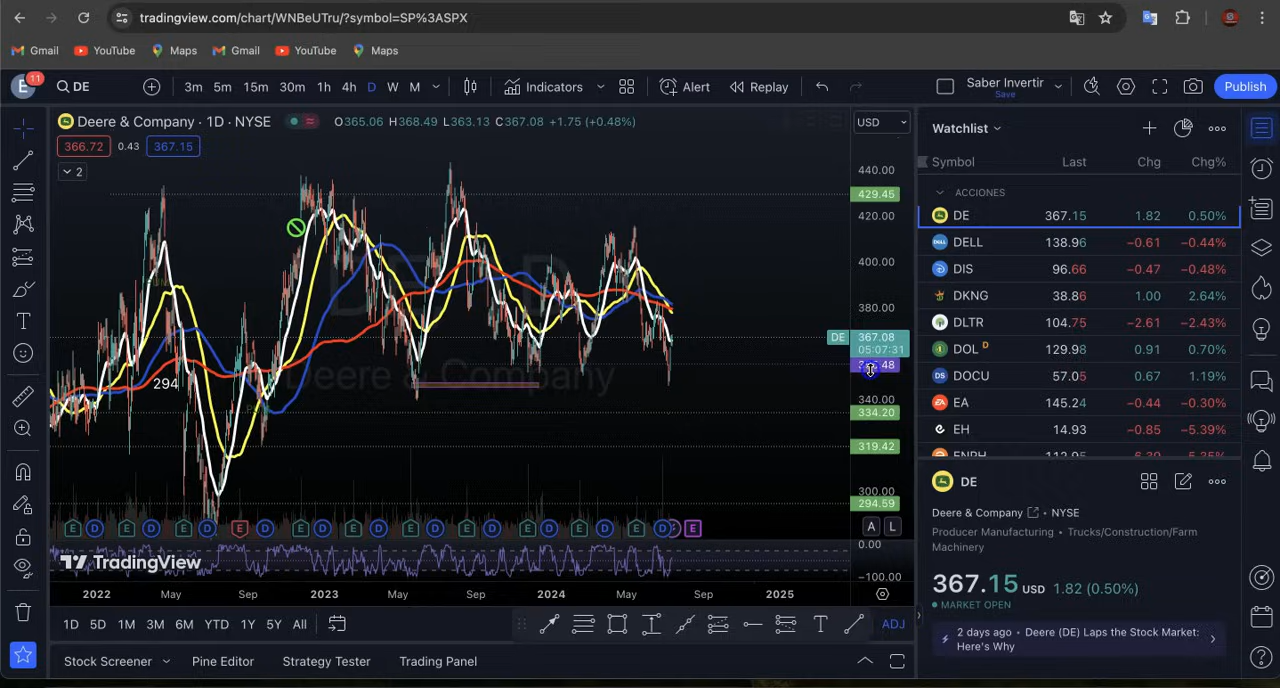 tradingview.com/chart/WNBeUTru/?symbol=SP%3ASPX
Gmail YouTube Maps Gmail YouTube Maps
E 11 DE 3m 5m 15m 30m 1h 4h D W M Indicators Alert Replay Saber Invertir Save Publish
Deere & Company · 1D · NYSE O365.06 H368.49 L363.13 C367.08 +1.75 (+0.48%) USD
366.72 0.43 367.15
2
440.00
429.45
420.00
400.00
380.00
DE 367.08
05:07:31
340.00
334.20
319.42
300.00
294.59
294
Deere & Company
A L
0.00
−100.00
TradingView
2022 May Sep 2023 May Sep 2024 May Sep 2025
1D 5D 1M 3M 6M YTD 1Y 5Y All ADJ
Stock Screener Pine Editor Strategy Tester Trading Panel
Watchlist
Symbol Last Chg Chg%
ACCIONES
DE 367.15 1.82 0.50%
DELL 138.96 −0.61 −0.44%
DIS 96.66 −0.47 −0.48%
DKNG 38.86 1.00 2.64%
DLTR 104.75 −2.61 −2.43%
DOL D 129.98 0.91 0.70%
DOCU 57.05 0.67 1.19%
EA 145.24 −0.44 −0.30%
EH 14.93 −0.85 −5.39%
DE
Deere & Company NYSE
Producer Manufacturing • Trucks/Construction/Farm
Machinery
367.15 USD 1.82 (0.50%)
MARKET OPEN
2 days ago • Deere (DE) Laps the Stock Market:
Here's Why